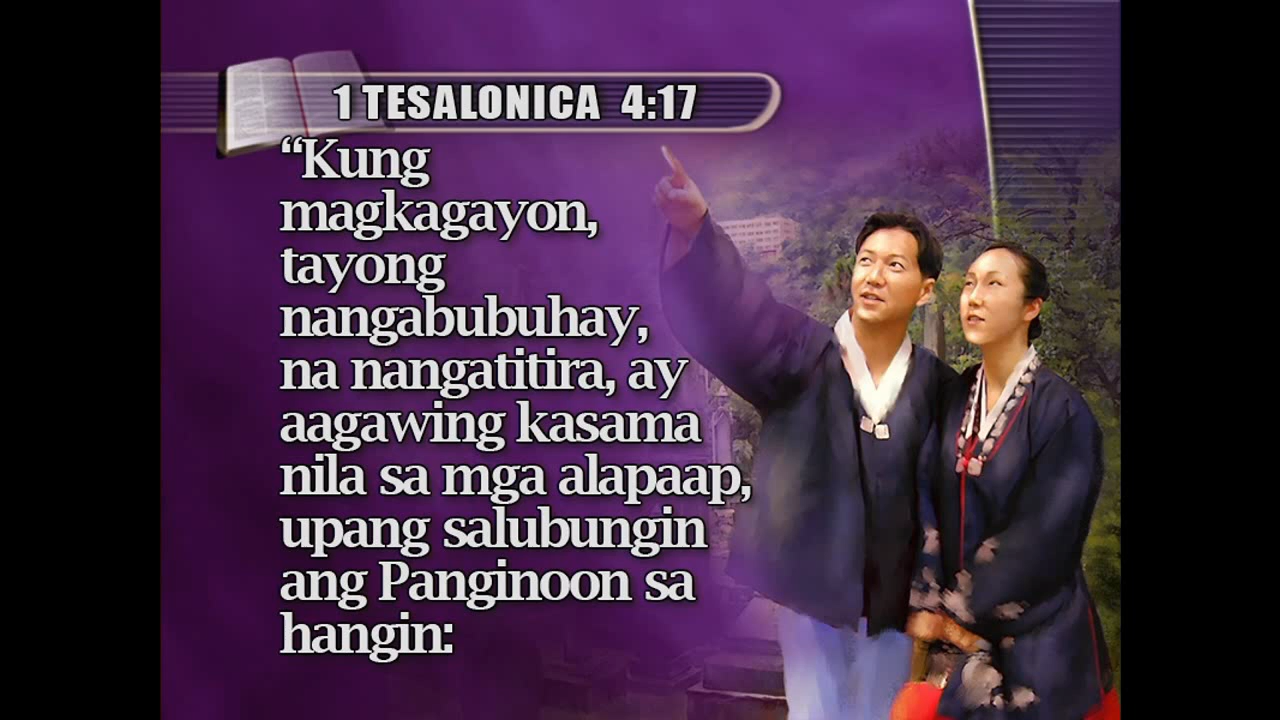 1 TESALONICA 4:17
“Kung
magkagayon,
tayong
nangabubuhay,
na nangatitira, ay
aagawing kasama
nila sa mga alapaap,
upang salubungin
ang Panginoon sa
hangin: